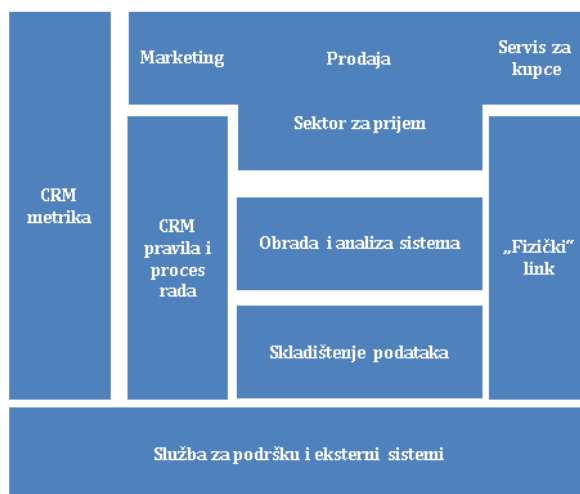 Marketing
Prodaja
Servis za
kupce
Sektor za prijem
CRM
metrika
CRM
pravila i
proces
rada
Obrada i analiza sistema
„Fizički“
link
Skladištenje podataka
Služba za podršku i eksterni sistemi